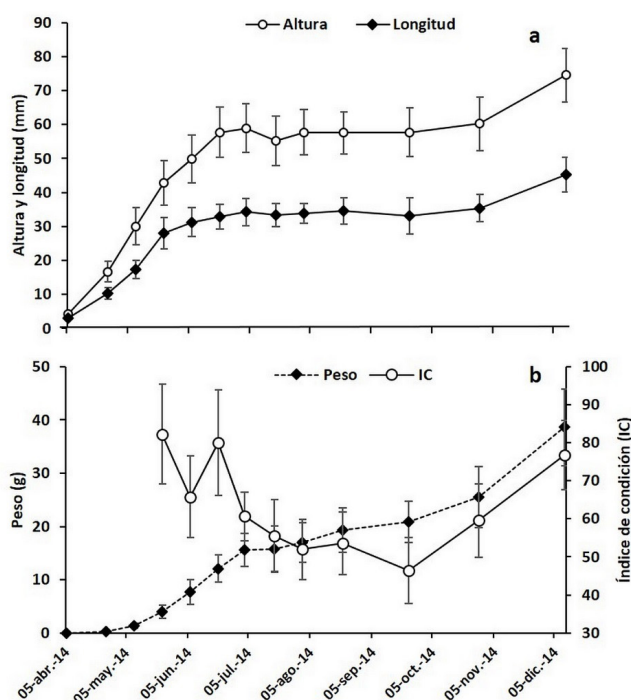 90
80
70
60
50
40
30
20
10
0
Altura y longitud (mm)
Altura
Longitud
a
50
40
30
20
10
0
Peso (g)
Peso
IC
b
100
90
80
70
60
50
40
30
Índice de condición (IC)
05-abr.-14
05-may.-14
05-jun.-14
05-jul.-14
05-ago.-14
05-sep.-14
05-oct.-14
05-nov.-14
05-dic.-14